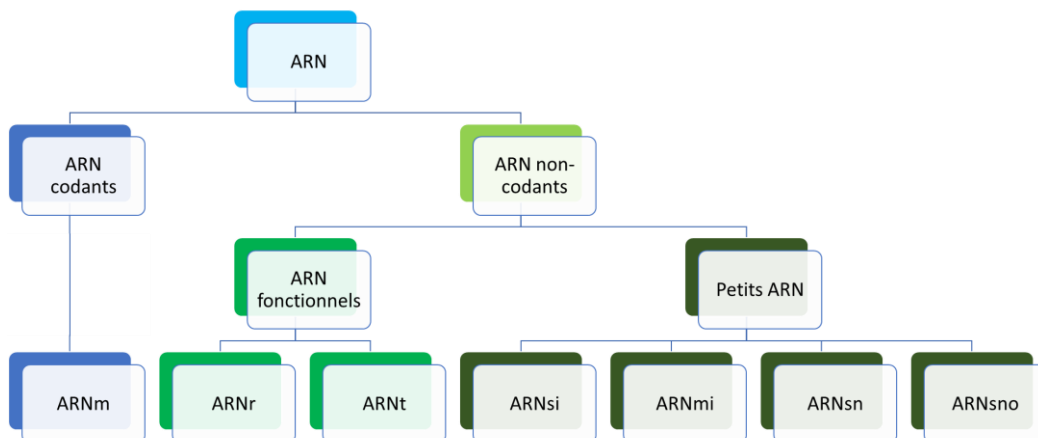 ARN
ARN
codants
ARN non-
codants
ARN
fonctionnels
Petits ARN
ARNm
ARNr
ARNt
ARNsi
ARNmi
ARNsn
ARNsno